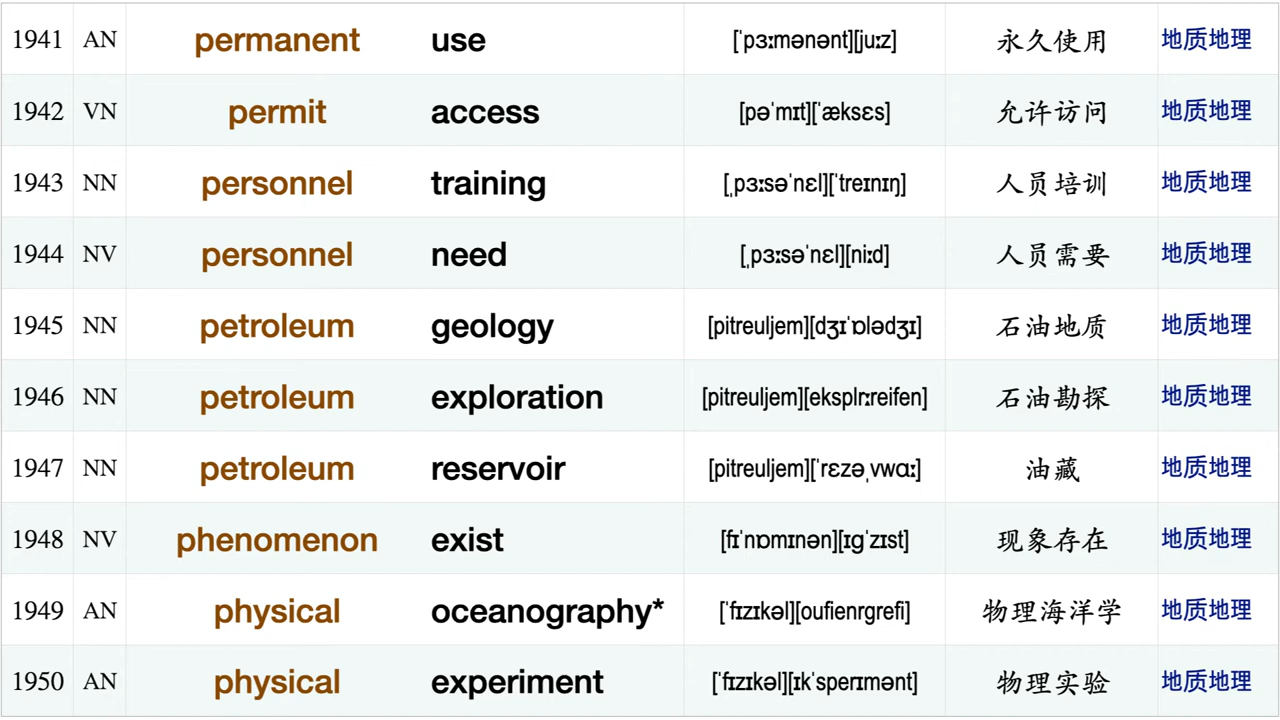 1941 AN permanent use [ˈpɜːmənənt][juːz] 永久使用 地质地理
1942 VN permit access [pəˈmɪt][ˈæksɛs] 允许访问 地质地理
1943 NN personnel training [ˌpɜːsəˈnɛl][ˈtreɪnɪŋ] 人员培训 地质地理
1944 NV personnel need [ˌpɜːsəˈnɛl][niːd] 人员需要 地质地理
1945 NN petroleum geology [pitreuljem][dʒɪˈɒlədʒɪ] 石油地质 地质地理
1946 NN petroleum exploration [pitreuljem][eksplrːreifen] 石油勘探 地质地理
1947 NN petroleum reservoir [pitreuljem][ˈrɛzəˌvwɑː] 油藏 地质地理
1948 NV phenomenon exist [fɪˈnɒmɪnən][ɪɡˈzɪst] 现象存在 地质地理
1949 AN physical oceanography* [ˈfɪzɪkəl][oufienrgrefi] 物理海洋学 地质地理
1950 AN physical experiment [ˈfɪzɪkəl][ɪkˈsperɪmənt] 物理实验 地质地理